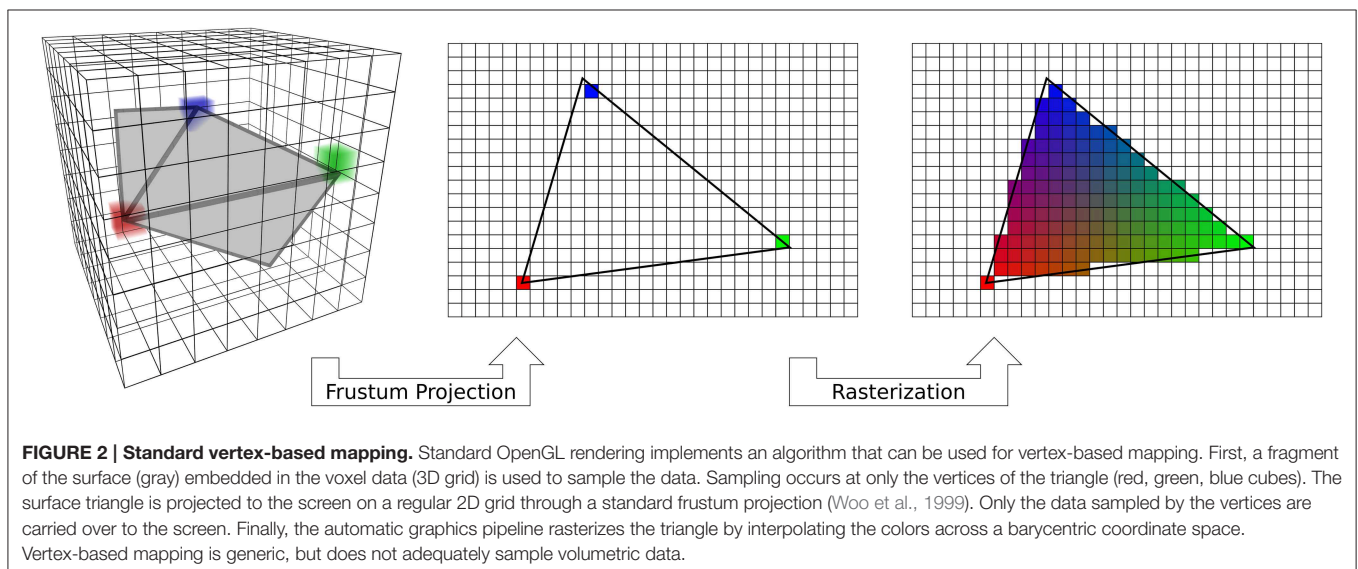 Frustum Projection
Rasterization
FIGURE 2 | Standard vertex-based mapping. Standard OpenGL rendering implements an algorithm that can be used for vertex-based mapping. First, a fragment
of the surface (gray) embedded in the voxel data (3D grid) is used to sample the data. Sampling occurs at only the vertices of the triangle (red, green, blue cubes). The
surface triangle is projected to the screen on a regular 2D grid through a standard frustum projection (Woo et al., 1999). Only the data sampled by the vertices are
carried over to the screen. Finally, the automatic graphics pipeline rasterizes the triangle by interpolating the colors across a barycentric coordinate space.
Vertex-based mapping is generic, but does not adequately sample volumetric data.